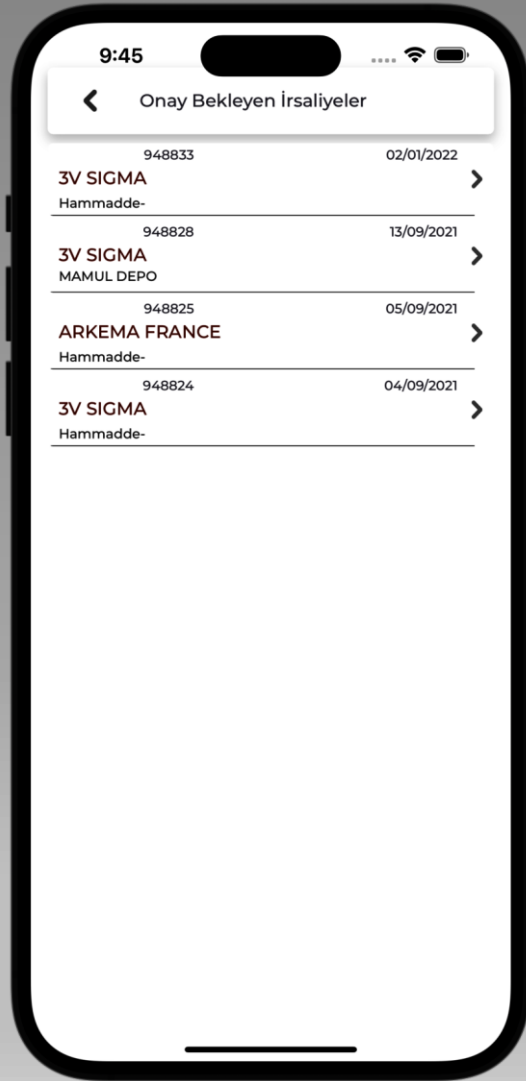 9:45
Onay Bekleyen İrsaliyeler
948833 02/01/2022
3V SIGMA
Hammadde-
948828 13/09/2021
3V SIGMA
MAMUL DEPO
948825 05/09/2021
ARKEMA FRANCE
Hammadde-
948824 04/09/2021
3V SIGMA
Hammadde-